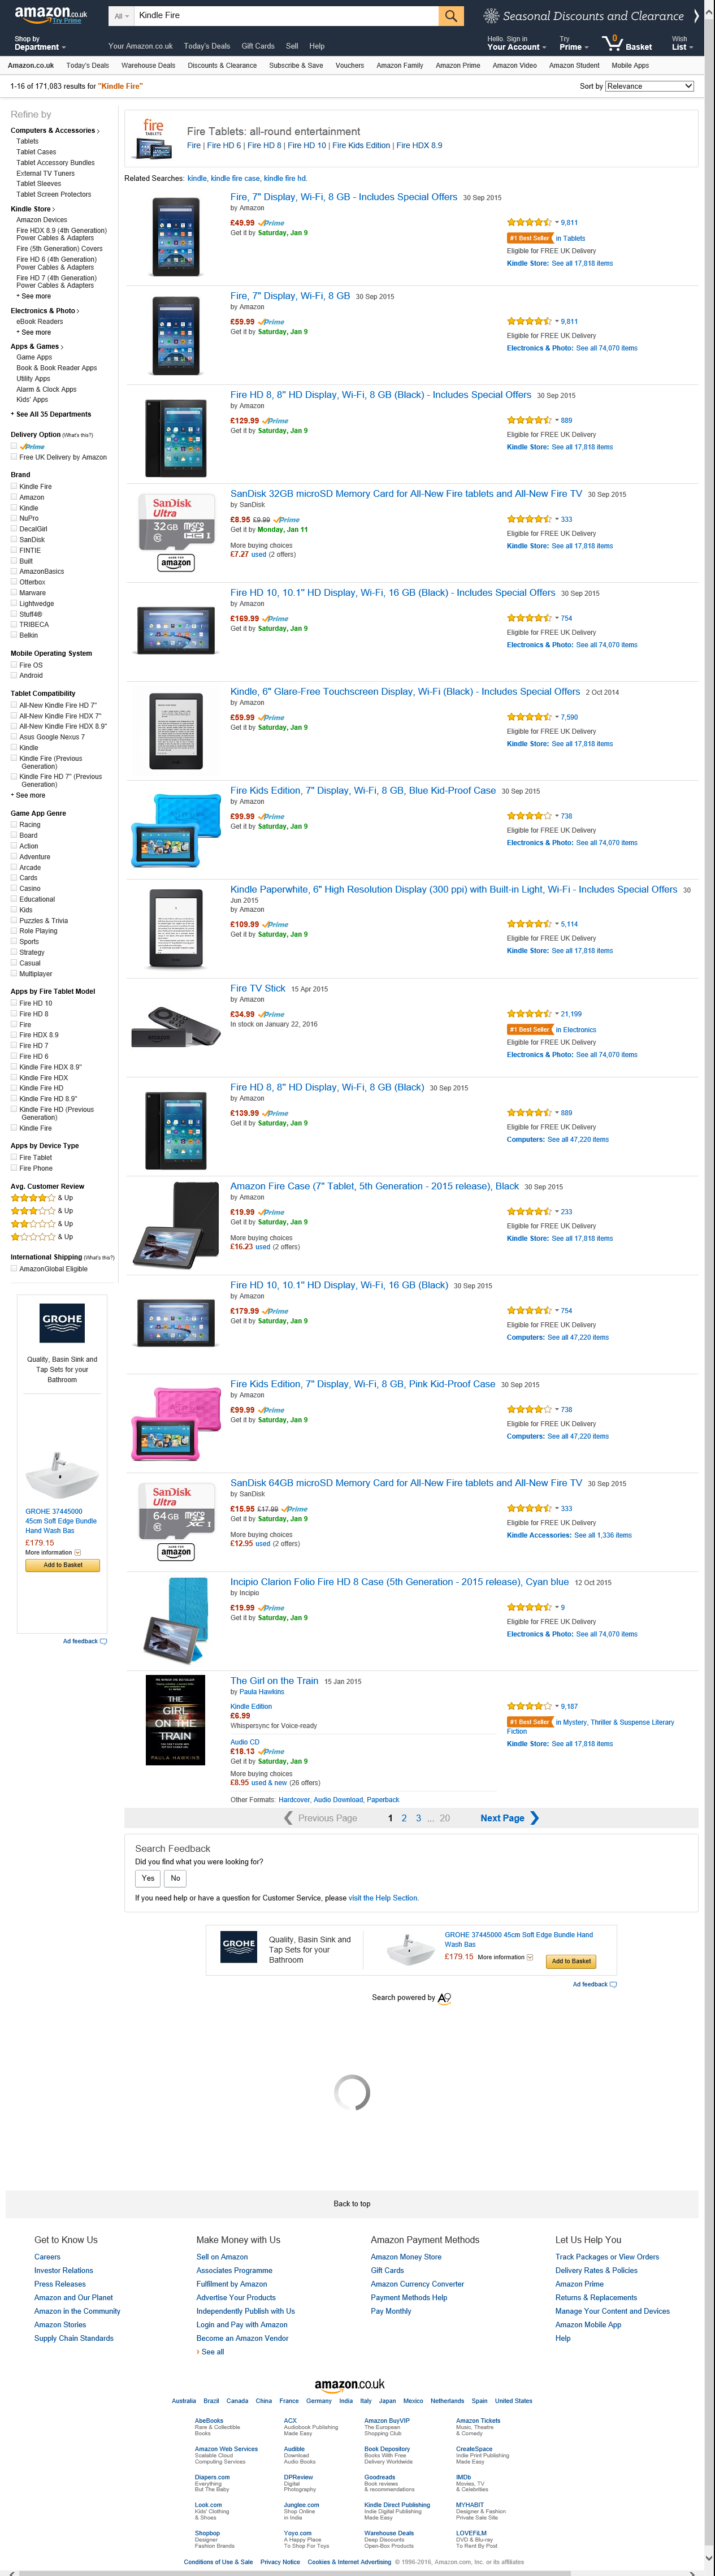 amazon.co.uk
Try Prime
All
Kindle Fire
Seasonal Discounts and Clearance
Shop by
Department
Your Amazon.co.uk
Today's Deals
Gift Cards
Sell
Help
Hello. Sign in
Your Account
Try
Prime
0
Basket
Wish
List
Amazon.co.uk
Today's Deals
Warehouse Deals
Discounts & Clearance
Subscribe & Save
Vouchers
Amazon Family
Amazon Prime
Amazon Video
Amazon Student
Mobile Apps
1-16 of 171,083 results for "Kindle Fire"
Sort by Relevance
Refine by
Computers & Accessories
Tablets
Tablet Cases
Tablet Accessory Bundles
External TV Tuners
Tablet Sleeves
Tablet Screen Protectors
Kindle Store
Amazon Devices
Fire HDX 8.9 (4th Generation)
Power Cables & Adapters
Fire (5th Generation) Covers
Fire HD 6 (4th Generation)
Power Cables & Adapters
Fire HD 7 (4th Generation)
Power Cables & Adapters
+ See more
Electronics & Photo
eBook Readers
+ See more
Apps & Games
Game Apps
Book & Book Reader Apps
Utility Apps
Alarm & Clock Apps
Kids' Apps
+ See All 35 Departments
Delivery Option (What's this?)
Prime
Free UK Delivery by Amazon
Brand
Kindle Fire
Amazon
Kindle
NuPro
DecalGirl
SanDisk
FINTIE
Built
AmazonBasics
Otterbox
Marware
Lightwedge
Stuff4®
TRIBECA
Belkin
Mobile Operating System
Fire OS
Android
Tablet Compatibility
All-New Kindle Fire HD 7"
All-New Kindle Fire HDX 7"
All-New Kindle Fire HDX 8.9"
Asus Google Nexus 7
Kindle
Kindle Fire (Previous
Generation)
Kindle Fire HD 7" (Previous
Generation)
+ See more
Game App Genre
Racing
Board
Action
Adventure
Arcade
Cards
Casino
Educational
Kids
Puzzles & Trivia
Role Playing
Sports
Strategy
Casual
Multiplayer
Apps by Fire Tablet Model
Fire HD 10
Fire HD 8
Fire
Fire HDX 8.9
Fire HD 7
Fire HD 6
Kindle Fire HDX 8.9"
Kindle Fire HDX
Kindle Fire HD
Kindle Fire HD 8.9"
Kindle Fire HD (Previous
Generation)
Kindle Fire
Apps by Device Type
Fire Tablet
Fire Phone
Avg. Customer Review
& Up
& Up
& Up
& Up
International Shipping (What's this?)
AmazonGlobal Eligible
GROHE
Quality, Basin Sink and
Tap Sets for your
Bathroom
GROHE 37445000
45cm Soft Edge Bundle
Hand Wash Bas
£179.15
More information
Add to Basket
Ad feedback
fire
TABLETS
Fire Tablets: all-round entertainment
Fire | Fire HD 6 | Fire HD 8 | Fire HD 10 | Fire Kids Edition | Fire HDX 8.9
Related Searches: kindle, kindle fire case, kindle fire hd.
Fire, 7" Display, Wi-Fi, 8 GB - Includes Special Offers 30 Sep 2015
by Amazon
£49.99 Prime
Get it by Saturday, Jan 9
9,811
#1 Best Seller in Tablets
Eligible for FREE UK Delivery
Kindle Store: See all 17,818 items
Fire, 7" Display, Wi-Fi, 8 GB 30 Sep 2015
by Amazon
£59.99 Prime
Get it by Saturday, Jan 9
9,811
Eligible for FREE UK Delivery
Electronics & Photo: See all 74,070 items
Fire HD 8, 8" HD Display, Wi-Fi, 8 GB (Black) - Includes Special Offers 30 Sep 2015
by Amazon
£129.99 Prime
Get it by Saturday, Jan 9
889
Eligible for FREE UK Delivery
Kindle Store: See all 17,818 items
SanDisk
Ultra
32GB
microSD
HC I
MADE FOR
amazon
SanDisk 32GB microSD Memory Card for All-New Fire tablets and All-New Fire TV 30 Sep 2015
by SanDisk
£8.95 £9.99 Prime
Get it by Monday, Jan 11
More buying choices
£7.27 used (2 offers)
333
Eligible for FREE UK Delivery
Kindle Store: See all 17,818 items
Fire HD 10, 10.1" HD Display, Wi-Fi, 16 GB (Black) - Includes Special Offers 30 Sep 2015
by Amazon
£169.99 Prime
Get it by Saturday, Jan 9
754
Eligible for FREE UK Delivery
Electronics & Photo: See all 74,070 items
Kindle, 6" Glare-Free Touchscreen Display, Wi-Fi (Black) - Includes Special Offers 2 Oct 2014
by Amazon
£59.99 Prime
Get it by Saturday, Jan 9
7,590
Eligible for FREE UK Delivery
Kindle Store: See all 17,818 items
Fire Kids Edition, 7" Display, Wi-Fi, 8 GB, Blue Kid-Proof Case 30 Sep 2015
by Amazon
£99.99 Prime
Get it by Saturday, Jan 9
738
Eligible for FREE UK Delivery
Electronics & Photo: See all 74,070 items
Kindle Paperwhite, 6" High Resolution Display (300 ppi) with Built-in Light, Wi-Fi - Includes Special Offers 30
Jun 2015
by Amazon
£109.99 Prime
Get it by Saturday, Jan 9
5,114
Eligible for FREE UK Delivery
Kindle Store: See all 17,818 items
amazon
Fire TV Stick 15 Apr 2015
by Amazon
£34.99 Prime
In stock on January 22, 2016
21,199
#1 Best Seller in Electronics
Eligible for FREE UK Delivery
Electronics & Photo: See all 74,070 items
Fire HD 8, 8" HD Display, Wi-Fi, 8 GB (Black) 30 Sep 2015
by Amazon
£139.99 Prime
Get it by Saturday, Jan 9
889
Eligible for FREE UK Delivery
Computers: See all 47,220 items
Amazon Fire Case (7" Tablet, 5th Generation - 2015 release), Black 30 Sep 2015
by Amazon
£19.99 Prime
Get it by Saturday, Jan 9
More buying choices
£16.23 used (2 offers)
233
Eligible for FREE UK Delivery
Kindle Store: See all 17,818 items
Fire HD 10, 10.1" HD Display, Wi-Fi, 16 GB (Black) 30 Sep 2015
by Amazon
£179.99 Prime
Get it by Saturday, Jan 9
754
Eligible for FREE UK Delivery
Computers: See all 47,220 items
Fire Kids Edition, 7" Display, Wi-Fi, 8 GB, Pink Kid-Proof Case 30 Sep 2015
by Amazon
£99.99 Prime
Get it by Saturday, Jan 9
738
Eligible for FREE UK Delivery
Computers: See all 47,220 items
SanDisk
Ultra
64GB
microSD
XC I
MADE FOR
amazon
SanDisk 64GB microSD Memory Card for All-New Fire tablets and All-New Fire TV 30 Sep 2015
by SanDisk
£15.95 £17.99 Prime
Get it by Saturday, Jan 9
More buying choices
£12.95 used (2 offers)
333
Eligible for FREE UK Delivery
Kindle Accessories: See all 1,336 items
Incipio Clarion Folio Fire HD 8 Case (5th Generation - 2015 release), Cyan blue 12 Oct 2015
by Incipio
£19.99 Prime
Get it by Saturday, Jan 9
9
Eligible for FREE UK Delivery
Electronics & Photo: See all 74,070 items
THE
GIRL
ON THE
TRAIN
PAULA HAWKINS
The Girl on the Train 15 Jan 2015
by Paula Hawkins
Kindle Edition
£6.99
Whispersync for Voice-ready
Audio CD
£18.13 Prime
Get it by Saturday, Jan 9
More buying choices
£8.95 used & new (26 offers)
Other Formats: Hardcover, Audio Download, Paperback
9,187
#1 Best Seller in Mystery, Thriller & Suspense Literary
Fiction
Kindle Store: See all 17,818 items
Previous Page 1 2 3 ... 20 Next Page
Search Feedback
Did you find what you were looking for?
Yes No
If you need help or have a question for Customer Service, please visit the Help Section.
GROHE
Quality, Basin Sink and
Tap Sets for your
Bathroom
GROHE 37445000 45cm Soft Edge Bundle Hand
Wash Bas
£179.15 More information
Add to Basket
Ad feedback
Search powered by A9
Back to top
Get to Know Us
Careers
Investor Relations
Press Releases
Amazon and Our Planet
Amazon in the Community
Amazon Stories
Supply Chain Standards
Make Money with Us
Sell on Amazon
Associates Programme
Fulfilment by Amazon
Advertise Your Products
Independently Publish with Us
Login and Pay with Amazon
Become an Amazon Vendor
See all
Amazon Payment Methods
Amazon Money Store
Gift Cards
Amazon Currency Converter
Payment Methods Help
Pay Monthly
Let Us Help You
Track Packages or View Orders
Delivery Rates & Policies
Amazon Prime
Returns & Replacements
Manage Your Content and Devices
Amazon Mobile App
Help
amazon.co.uk
Australia Brazil Canada China France Germany India Italy Japan Mexico Netherlands Spain United States
AbeBooks
Rare & Collectible
Books
ACX
Audiobook Publishing
Made Easy
Amazon BuyVIP
The European
Shopping Club
Amazon Tickets
Music, Theatre
& Comedy
Amazon Web Services
Scalable Cloud
Computing Services
Audible
Download
Audio Books
Book Depository
Books With Free
Delivery Worldwide
CreateSpace
Indie Print Publishing
Made Easy
Diapers.com
Everything
But The Baby
DPReview
Digital
Photography
Goodreads
Book reviews
& recommendations
IMDb
Movies, TV
& Celebrities
Look.com
Kids' Clothing
& Shoes
Junglee.com
Shop Online
in India
Kindle Direct Publishing
Indie Digital Publishing
Made Easy
MYHABIT
Designer & Fashion
Private Sale Site
Shopbop
Designer
Fashion Brands
Yoyo.com
A Happy Place
To Shop For Toys
Warehouse Deals
Deep Discounts
Open-Box Products
LOVEFiLM
DVD & Blu-ray
To Rent By Post
Conditions of Use & Sale Privacy Notice Cookies & Internet Advertising © 1996-2016, Amazon.com, Inc. or its affiliates